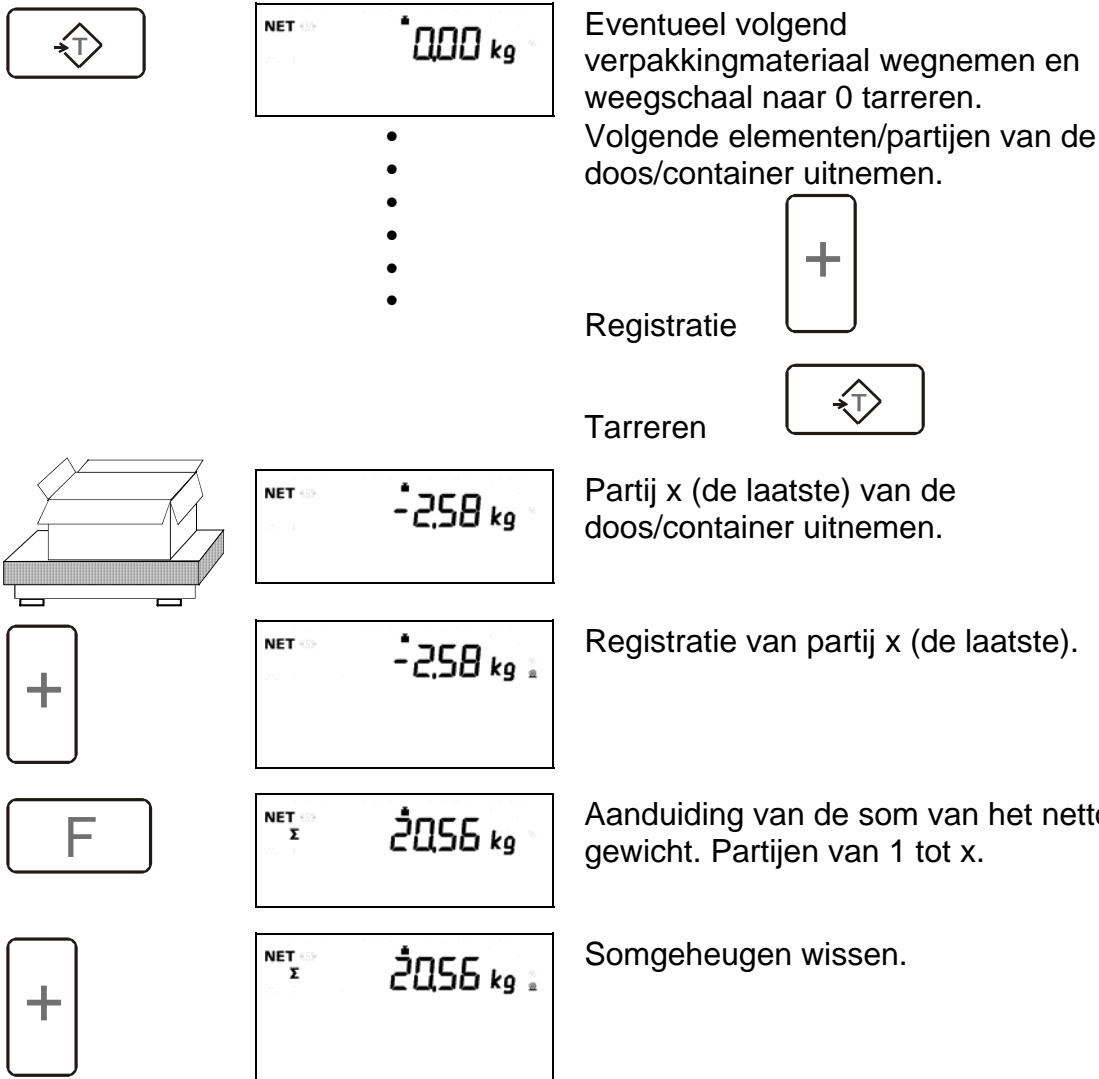 T
NET
0.00 kg
Eventueel volgend
verpakkingmateriaal wegnemen en
weegschaal naar 0 tarreren.
Volgende elementen/partijen van de
doos/container uitnemen.
•
•
•
•
•
•
+
Registratie
T
Tarreren
NET
-2.58 kg
Partij x (de laatste) van de
doos/container uitnemen.
+
NET
-2.58 kg
Registratie van partij x (de laatste).
F
NET
Σ
20.56 kg
Aanduiding van de som van het netto
gewicht. Partijen van 1 tot x.
+
NET
Σ
20.56 kg
Somgeheugen wissen.